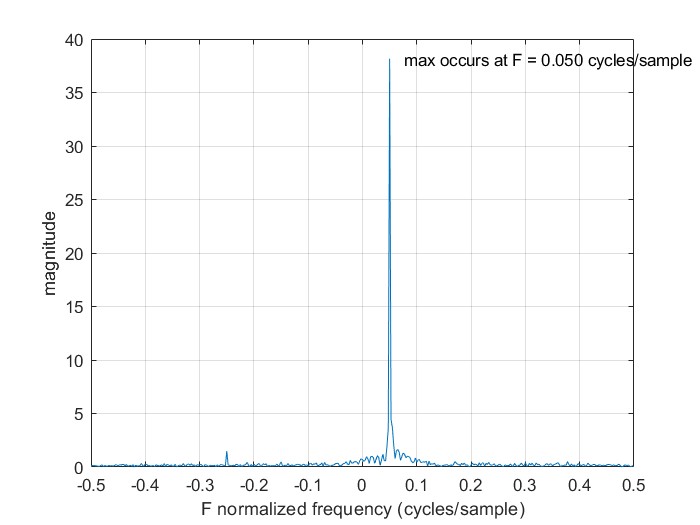 40
max occurs at F = 0.050 cycles/sample
35
30
25
20
15
10
5
0
magnitude
-0.5 -0.4 -0.3 -0.2 -0.1 0 0.1 0.2 0.3 0.4 0.5
F normalized frequency (cycles/sample)